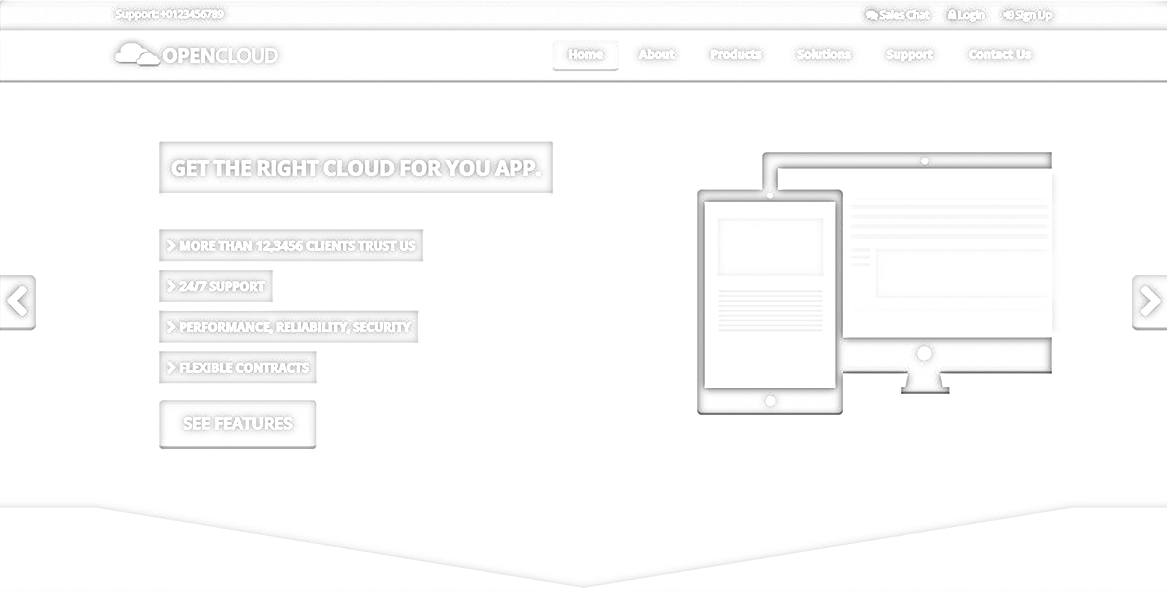 Support: +0123456789
Sales Chat Login Sign Up
OPENCLOUD
Home About Products Solutions Support Contact Us
GET THE RIGHT CLOUD FOR YOU APP.
MORE THAN 12,3456 CLIENTS TRUST US
24/7 SUPPORT
PERFORMANCE, RELIABILITY, SECURITY
FLEXIBLE CONTRACTS
SEE FEATURES